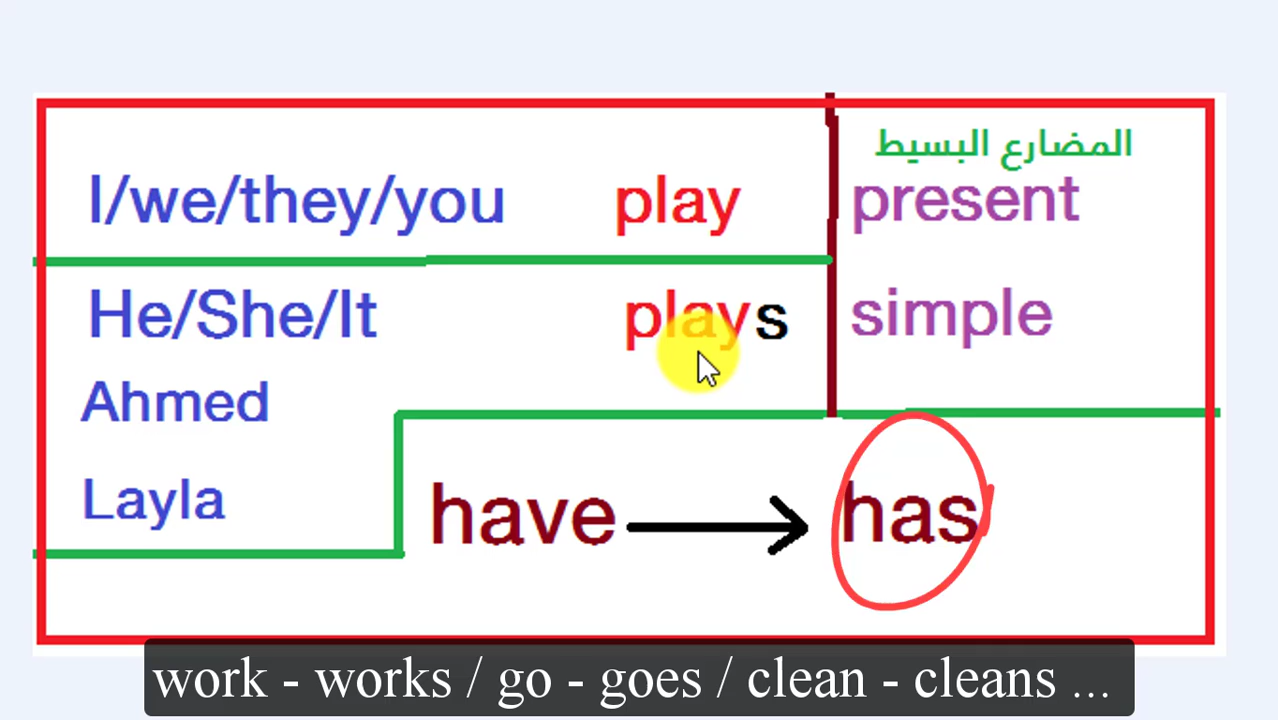 المضارع البسيط
I/we/they/you play present
He/She/It plays simple
Ahmed
Layla
have → has
work - works / go - goes / clean - cleans ...